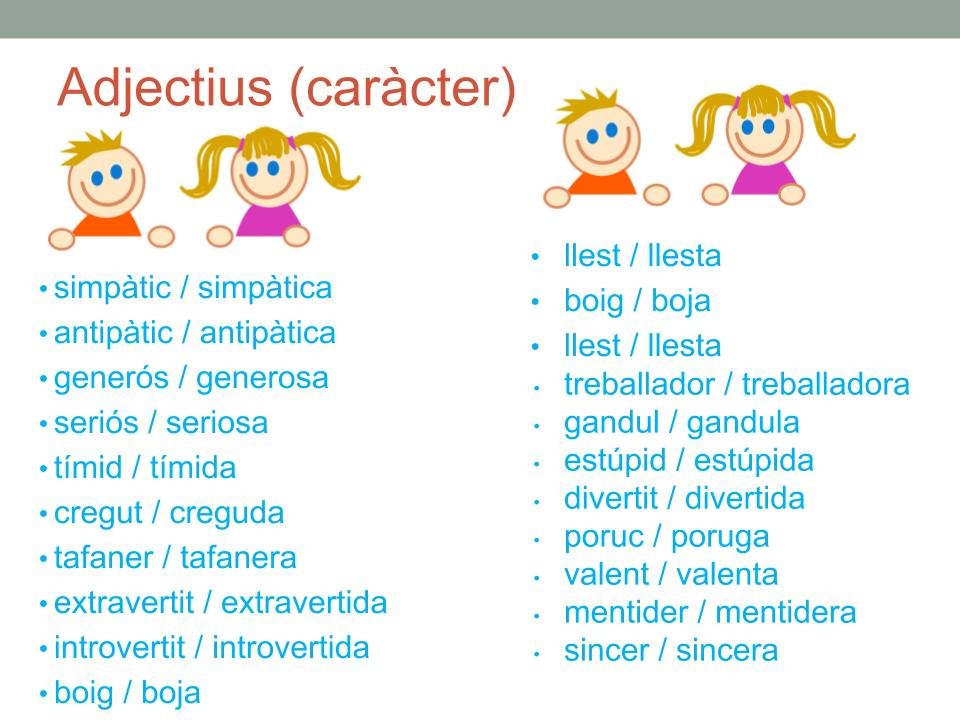 Adjectius (caràcter)
• simpàtic / simpàtica
• antipàtic / antipàtica
• generós / generosa
• seriós / seriosa
• tímid / tímida
• cregut / creguda
• tafaner / tafanera
• extravertit / extravertida
• introvertit / introvertida
• boig / boja
• llest / llesta
• boig / boja
• llest / llesta
• treballador / treballadora
• gandul / gandula
• estúpid / estúpida
• divertit / divertida
• poruc / poruga
• valent / valenta
• mentider / mentidera
• sincer / sincera